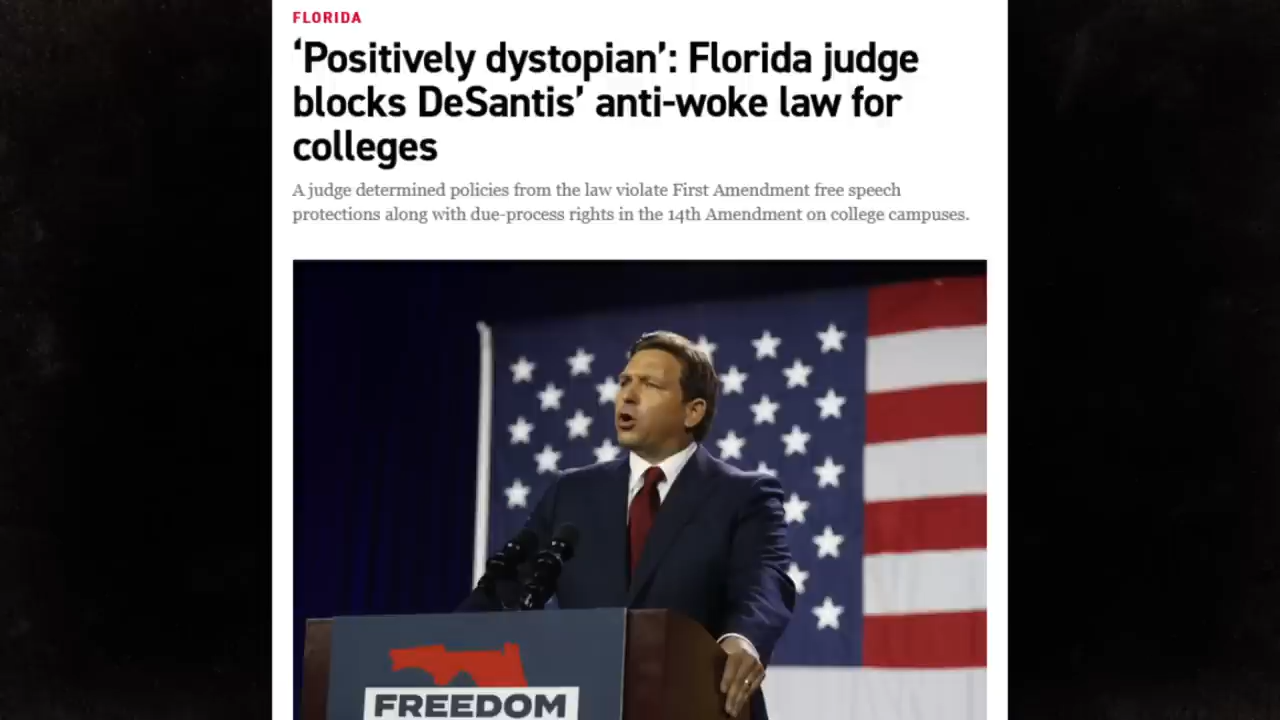 FLORIDA
‘Positively dystopian’: Florida judge
blocks DeSantis’ anti-woke law for
colleges
A judge determined policies from the law violate First Amendment free speech
protections along with due-process rights in the 14th Amendment on college campuses.
FREEDOM